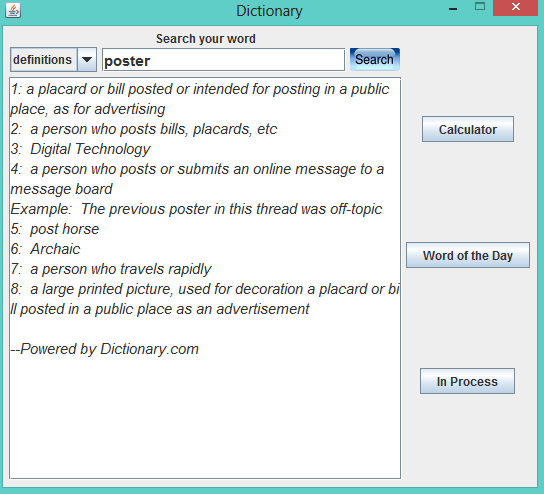 Dictionary
Search your word
definitions poster Search
1: a placard or bill posted or intended for posting in a public
place, as for advertising
2:  a person who posts bills, placards, etc
3:  Digital Technology
4:  a person who posts or submits an online message to a
message board
Example:  The previous poster in this thread was off-topic
5:  post horse
6:  Archaic
7:  a person who travels rapidly
8:  a large printed picture, used for decoration a placard or bi
ll posted in a public place as an advertisement
--Powered by Dictionary.com
Calculator
Word of the Day
In Process